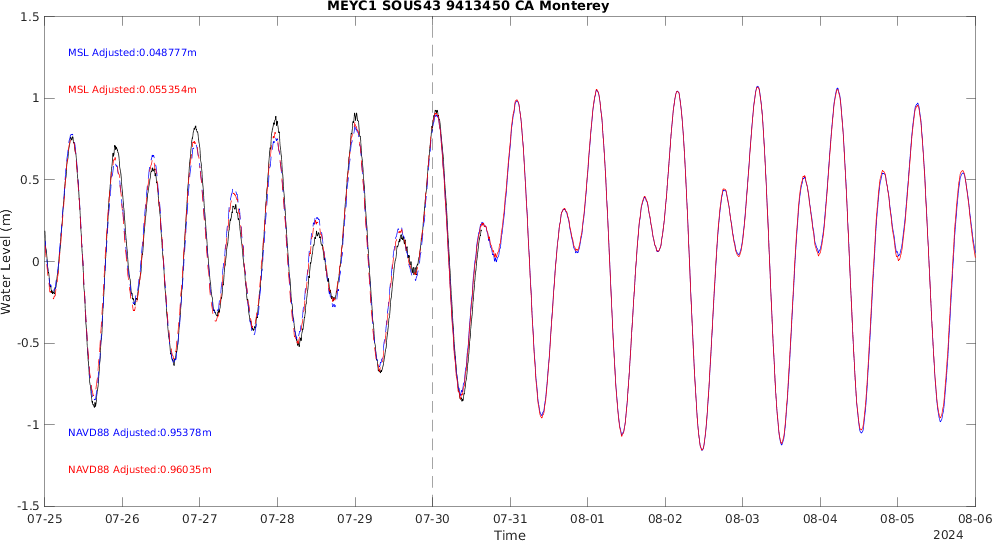 MEYC1 SOUS43 9413450 CA Monterey
1.5
MSL Adjusted:0.048777m
MSL Adjusted:0.055354m
1
0.5
0
Water Level (m)
-0.5
-1
NAVD88 Adjusted:0.95378m
NAVD88 Adjusted:0.96035m
-1.5
07-25 07-26 07-27 07-28 07-29 07-30 07-31 08-01 08-02 08-03 08-04 08-05 08-06
Time
2024